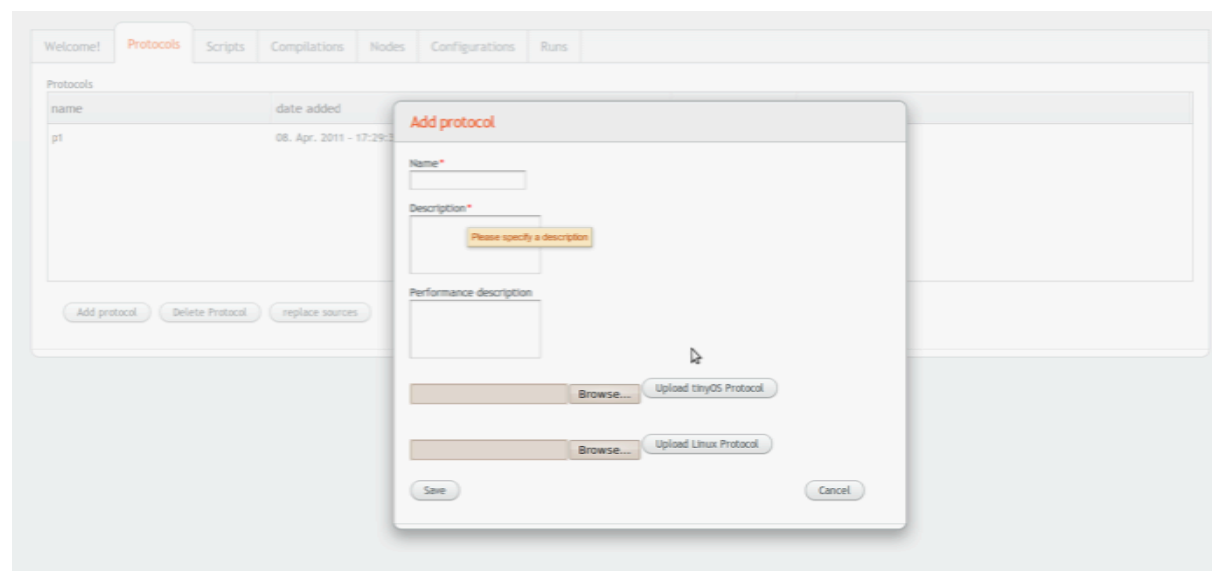 Welcome! Protocols Scripts Compilations Nodes Configurations Runs
Protocols
name date added
p1 08. Apr. 2011 - 17:29:3
Add protocol Delete Protocol replace sources
Add protocol
Name*
Description*
Please specify a description
Performance description
Browse... Upload tinyOS Protocol
Browse... Upload Linux Protocol
Save Cancel